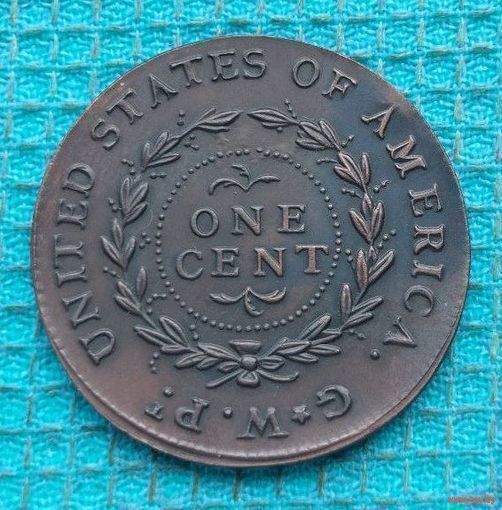 UNITED STATES OF AMERICA.
ONE
CENT
G★W.Pt.